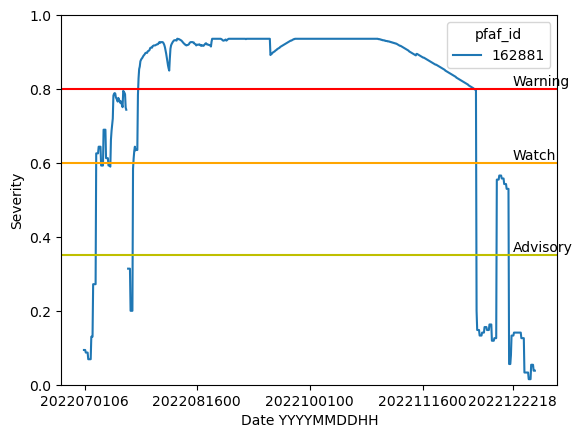 1.0
0.8
0.6
0.4
0.2
0.0
Severity
pfaf_id
162881
Warning
Watch
Advisory
2022070106 2022081600 2022100100 2022111600 2022122218
Date YYYYMMDDHH